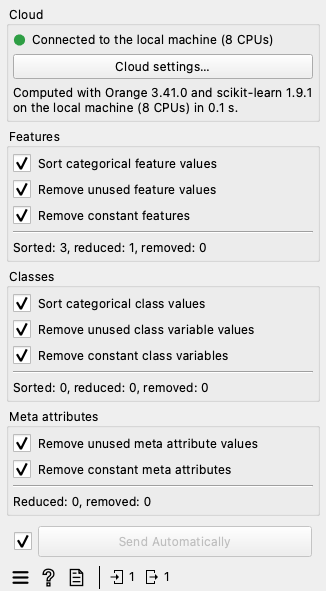 Cloud
Connected to the local machine (8 CPUs)
Cloud settings...
Computed with Orange 3.41.0 and scikit-learn 1.9.1
on the local machine (8 CPUs) in 0.1 s.
Features
Sort categorical feature values
Remove unused feature values
Remove constant features
Sorted: 3, reduced: 1, removed: 0
Classes
Sort categorical class values
Remove unused class variable values
Remove constant class variables
Sorted: 0, reduced: 0, removed: 0
Meta attributes
Remove unused meta attribute values
Remove constant meta attributes
Reduced: 0, removed: 0
Send Automatically
? 1 1